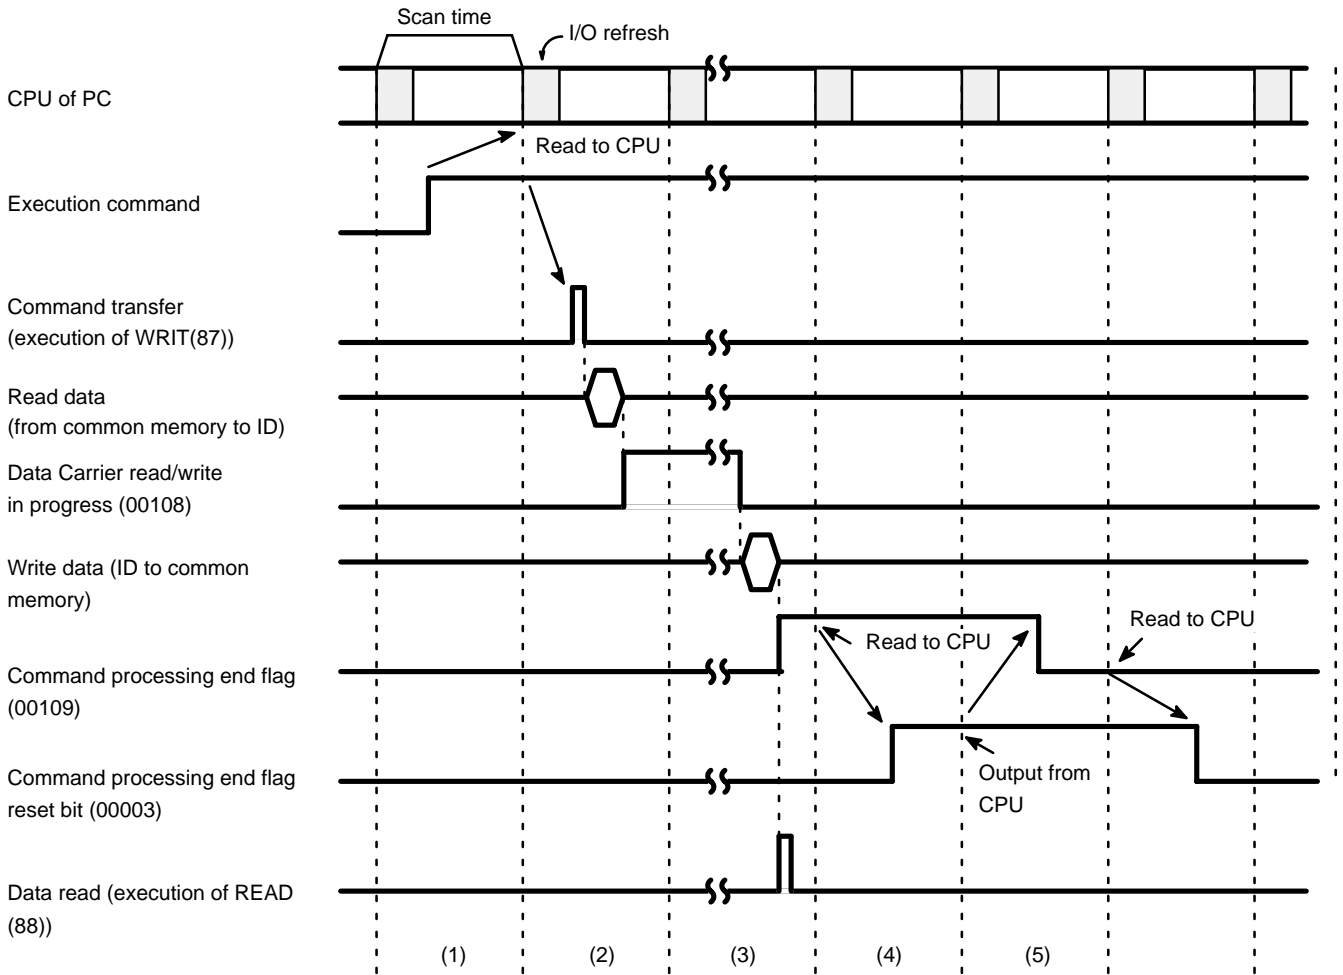 Scan time
I/O refresh
CPU of PC
Read to CPU
Execution command
Command transfer
(execution of WRIT(87))
Read data
(from common memory to ID)
Data Carrier read/write
in progress (00108)
Write data (ID to common
memory)
Read to CPU
Read to CPU
Command processing end flag
(00109)
Command processing end flag
reset bit (00003)
Output from
CPU
Data read (execution of READ
(88))
(1) (2) (3) (4) (5)